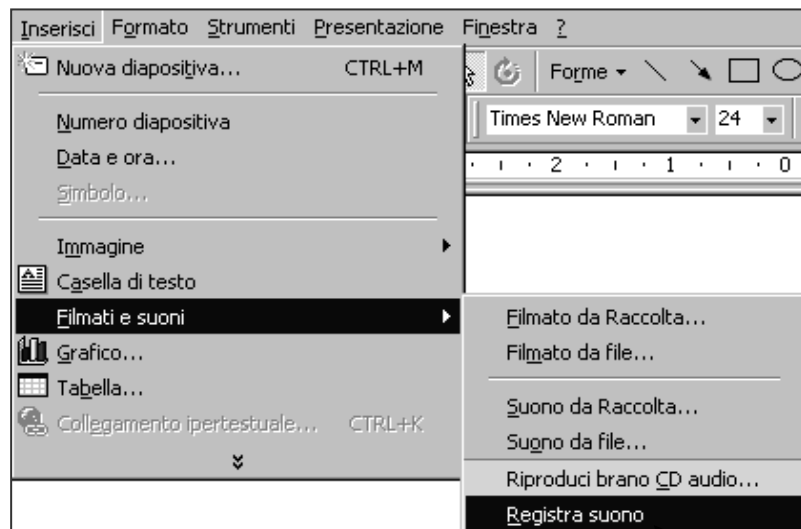 Inserisci Formato Strumenti Presentazione Finestra ?
Nuova diapositiva... CTRL+M
Forme
Numero diapositiva
Times New Roman 24
Data e ora...
2 1 0
Simbolo...
Immagine
Casella di testo
Filmati e suoni
Grafico...
Tabella...
Collegamento ipertestuale... CTRL+K
Filmato da Raccolta...
Filmato da file...
Suono da Raccolta...
Suono da file...
Riproduci brano CD audio...
Registra suono